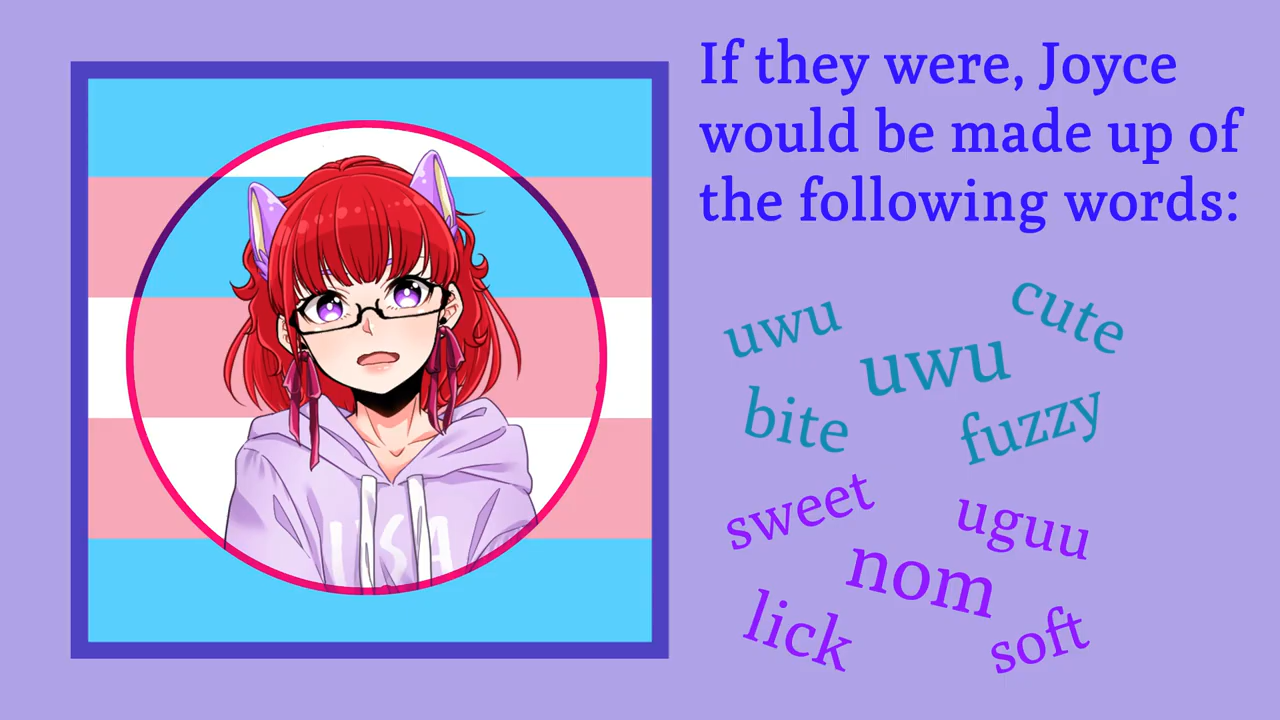 If they were, Joyce
would be made up of
the following words:
uwu
cute
uwu
bite
fuzzy
sweet
uguu
nom
lick
soft
USA